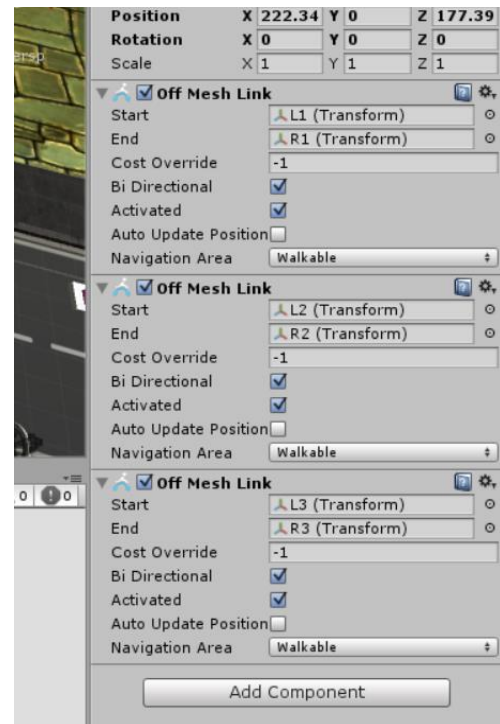 Position X 222.34 Y 0 Z 177.39
Rotation X 0 Y 0 Z 0
Scale X 1 Y 1 Z 1
Off Mesh Link
Start L1 (Transform)
End R1 (Transform)
Cost Override -1
Bi Directional
Activated
Auto Update Position
Navigation Area Walkable
Off Mesh Link
Start L2 (Transform)
End R2 (Transform)
Cost Override -1
Bi Directional
Activated
Auto Update Position
Navigation Area Walkable
0 0
Off Mesh Link
Start L3 (Transform)
End R3 (Transform)
Cost Override -1
Bi Directional
Activated
Auto Update Position
Navigation Area Walkable
Add Component